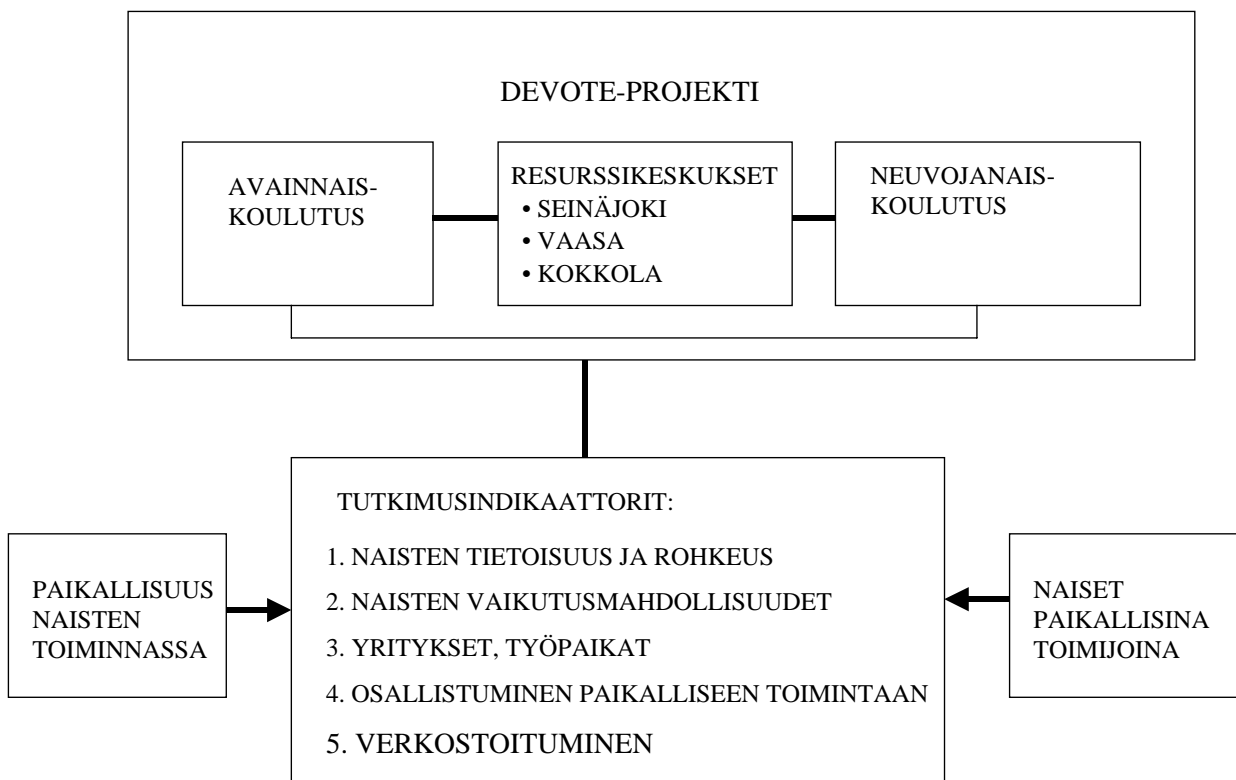 DEVOTE-PROJEKTI
AVAINNAIS-
KOULUTUS
RESURSSIKESKUKSET
• SEINÄJOKI
• VAASA
• KOKKOLA
NEUVOJANAIS-
KOULUTUS
TUTKIMUSINDIKAATTORIT:
1. NAISTEN TIETOISUUS JA ROHKEUS
2. NAISTEN VAIKUTUSMAHDOLLISUUDET
3. YRITYKSET, TYÖPAIKAT
4. OSALLISTUMINEN PAIKALLISEEN TOIMINTAAN
5. VERKOSTOITUMINEN
PAIKALLISUUS
NAISTEN
TOIMINNASSA
NAISET
PAIKALLISINA
TOIMIJOINA